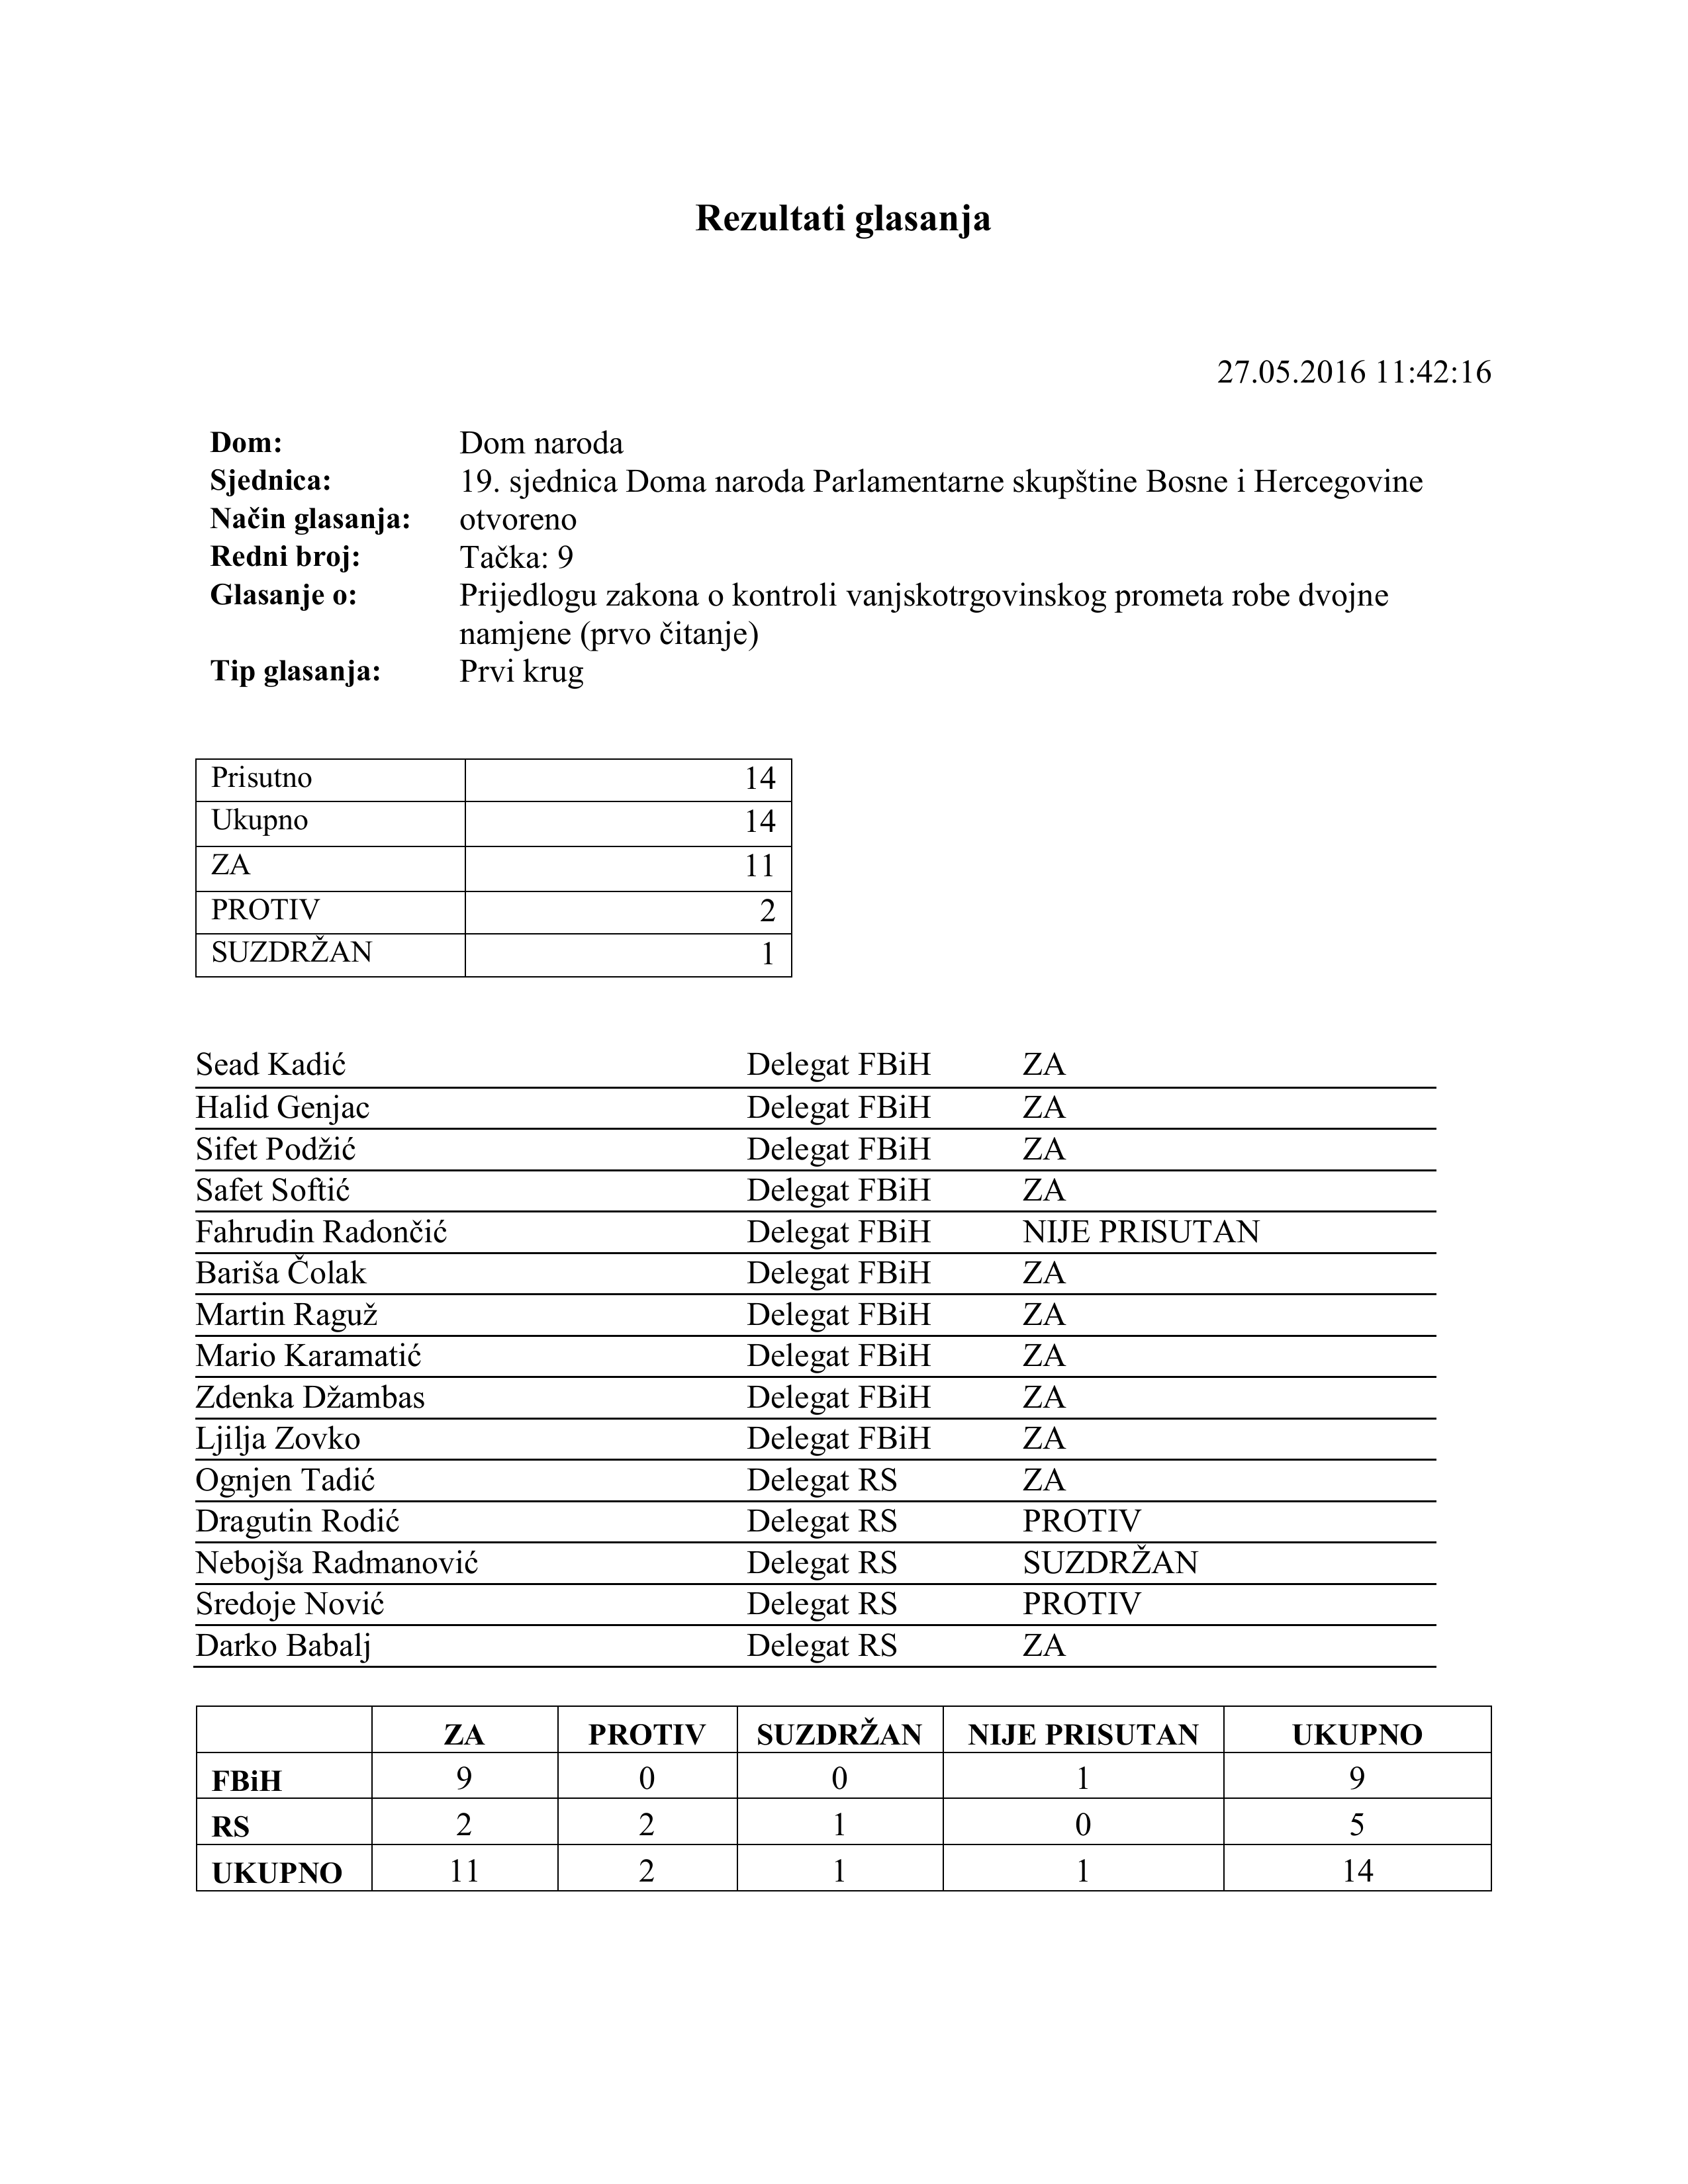 Rezultati glasanja
27.05.2016 11:42:16
Dom: Dom naroda
Sjednica: 19. sjednica Doma naroda Parlamentarne skupštine Bosne i Hercegovine
Način glasanja: otvoreno
Redni broj: Tačka: 9
Glasanje o: Prijedlogu zakona o kontroli vanjskotrgovinskog prometa robe dvojne
namjene (prvo čitanje)
Tip glasanja: Prvi krug
Prisutno 14
Ukupno 14
ZA 11
PROTIV 2
SUZDRŽAN 1
Sead Kadić Delegat FBiH ZA
Halid Genjac Delegat FBiH ZA
Sifet Podžić Delegat FBiH ZA
Safet Softić Delegat FBiH ZA
Fahrudin Radončić Delegat FBiH NIJE PRISUTAN
Bariša Čolak Delegat FBiH ZA
Martin Raguž Delegat FBiH ZA
Mario Karamatić Delegat FBiH ZA
Zdenka Džambas Delegat FBiH ZA
Ljilja Zovko Delegat FBiH ZA
Ognjen Tadić Delegat RS ZA
Dragutin Rodić Delegat RS PROTIV
Nebojša Radmanović Delegat RS SUZDRŽAN
Sredoje Nović Delegat RS PROTIV
Darko Babalj Delegat RS ZA
ZA PROTIV SUZDRŽAN NIJE PRISUTAN UKUPNO
FBiH 9 0 0 1 9
RS 2 2 1 0 5
UKUPNO 11 2 1 1 14